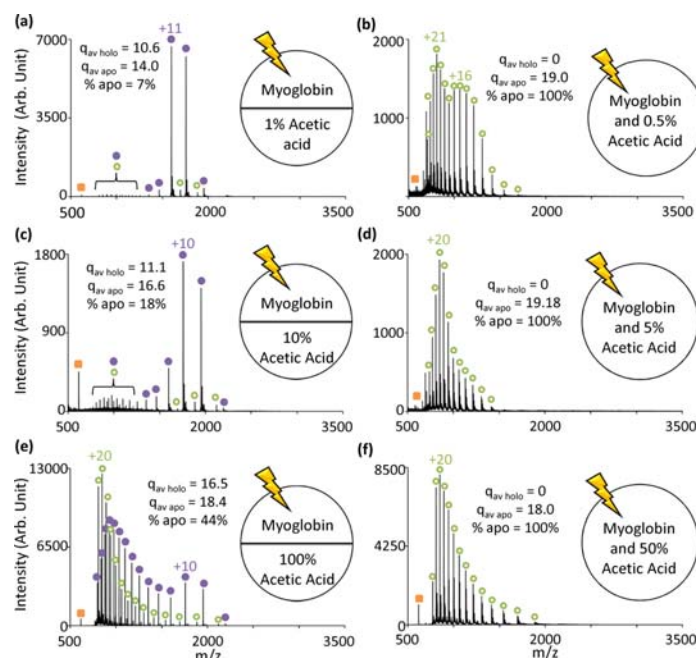 (a)
7000
3500
0
Intensity (Arb. Unit)
q_av holo = 10.6
q_av apo = 14.0
% apo = 7%
+11
Myoglobin
1% Acetic
acid
500
2000
3500
(b)
2000
1000
0
+21
+16
q_av holo = 0
q_av apo = 19.0
% apo = 100%
Myoglobin
and 0.5%
Acetic Acid
500
2000
3500
(c)
1800
900
0
Intensity (Arb. Unit)
q_av holo = 11.1
q_av apo = 16.6
% apo = 18%
+10
Myoglobin
10%
Acetic Acid
500
2000
3500
(d)
2000
1000
0
+20
q_av holo = 0
q_av apo = 19.18
% apo = 100%
Myoglobin
and 5%
Acetic Acid
500
2000
3500
(e)
13000
6500
0
Intensity (Arb. Unit)
+20
q_av holo = 16.5
q_av apo = 18.4
% apo = 44%
+10
Myoglobin
100%
Acetic Acid
500
2000
3500
m/z
(f)
8500
4250
0
+20
q_av holo = 0
q_av apo = 18.0
% apo = 100%
Myoglobin
and 50%
Acetic Acid
500
2000
3500
m/z